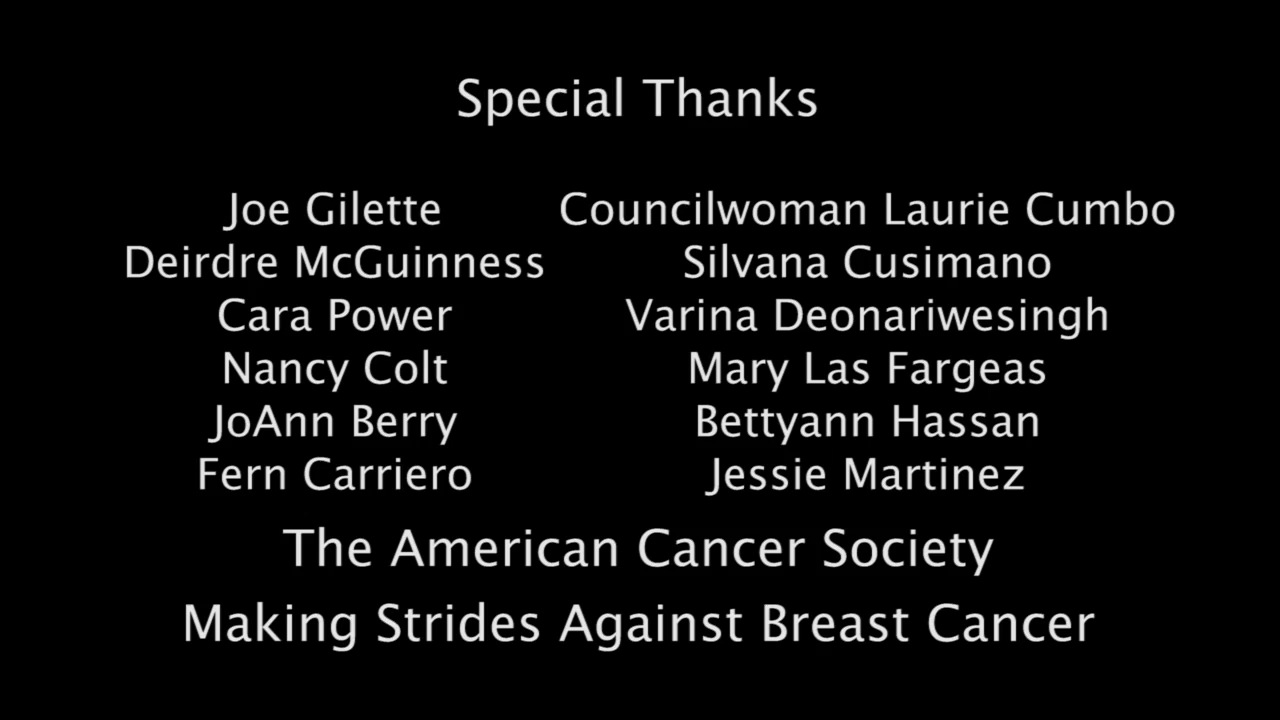 Special Thanks
Joe Gilette
Deirdre McGuinness
Cara Power
Nancy Colt
JoAnn Berry
Fern Carriero
Councilwoman Laurie Cumbo
Silvana Cusimano
Varina Deonariwesingh
Mary Las Fargeas
Bettyann Hassan
Jessie Martinez
The American Cancer Society
Making Strides Against Breast Cancer